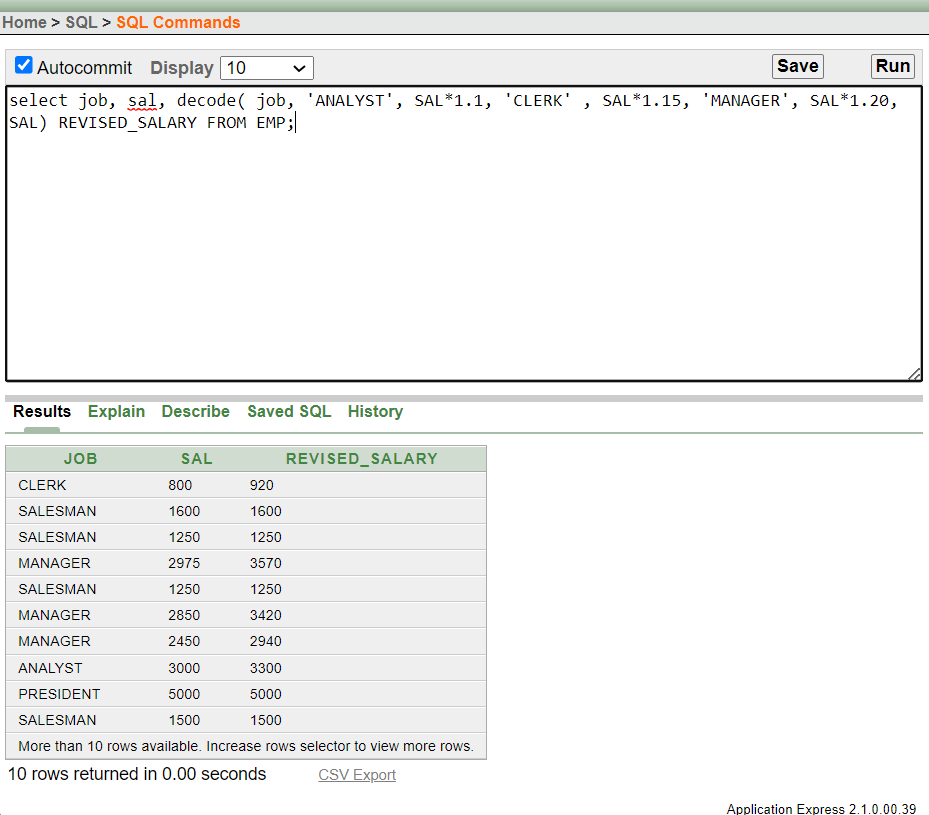 Home > SQL > SQL Commands
Autocommit Display 10 Save Run
select job, sal, decode( job, 'ANALYST', SAL*1.1, 'CLERK' , SAL*1.15, 'MANAGER', SAL*1.20,
SAL) REVISED_SALARY FROM EMP;
Results Explain Describe Saved SQL History
JOB SAL REVISED_SALARY
CLERK 800 920
SALESMAN 1600 1600
SALESMAN 1250 1250
MANAGER 2975 3570
SALESMAN 1250 1250
MANAGER 2850 3420
MANAGER 2450 2940
ANALYST 3000 3300
PRESIDENT 5000 5000
SALESMAN 1500 1500
More than 10 rows available. Increase rows selector to view more rows.
10 rows returned in 0.00 seconds CSV Export
Application Express 2.1.0.00.39